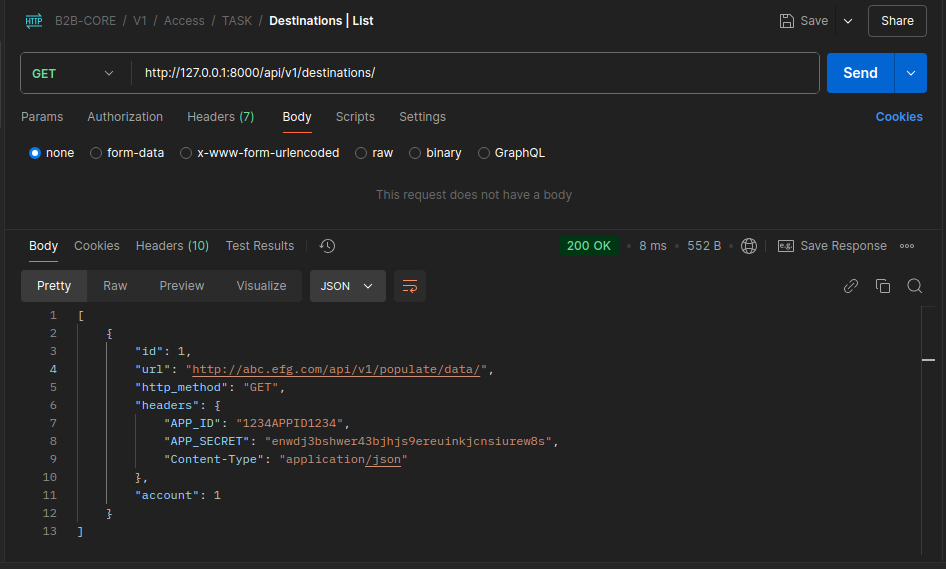 HTTP B2B-CORE / V1 / Access / TASK / Destinations | List Save Share
GET http://127.0.0.1:8000/api/v1/destinations/ Send
Params Authorization Headers (7) Body Scripts Settings Cookies
none form-data x-www-form-urlencoded raw binary GraphQL
This request does not have a body
Body Cookies Headers (10) Test Results 200 OK • 8 ms • 552 B • e.g. Save Response
Pretty Raw Preview Visualize JSON
1 [
2 {
3 "id": 1,
4 "url": "http://abc.efg.com/api/v1/populate/data/",
5 "http_method": "GET",
6 "headers": {
7 "APP_ID": "1234APPID1234",
8 "APP_SECRET": "enwdj3bshwer43bjhjs9ereuinkjcnsiurew8s",
9 "Content-Type": "application/json"
10 },
11 "account": 1
12 }
13 ]